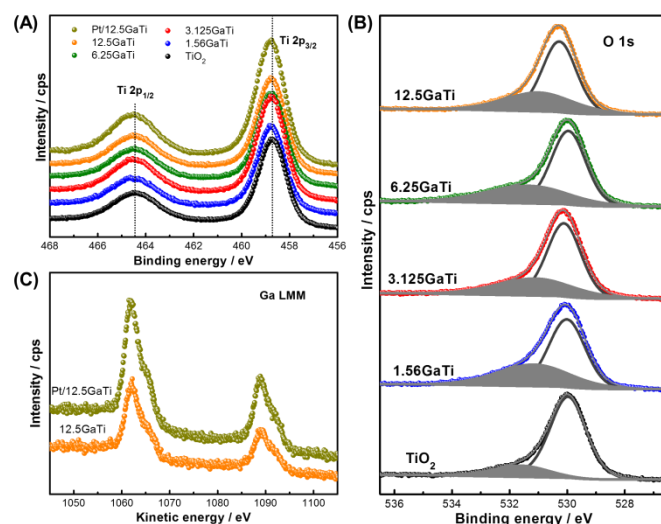 (A)
Pt/12.5GaTi
12.5GaTi
6.25GaTi
3.125GaTi
1.56GaTi
TiO2
Ti 2p3/2
Ti 2p1/2
Intensity / cps
468 466 464 462 460 458 456
Binding energy / eV
(C)
Ga LMM
Pt/12.5GaTi
12.5GaTi
Intensity / cps
1050 1060 1070 1080 1090 1100
Kinetic energy / eV
(B)
O 1s
12.5GaTi
6.25GaTi
3.125GaTi
1.56GaTi
TiO2
Intensity / cps
536 534 532 530 528
Binding energy / eV